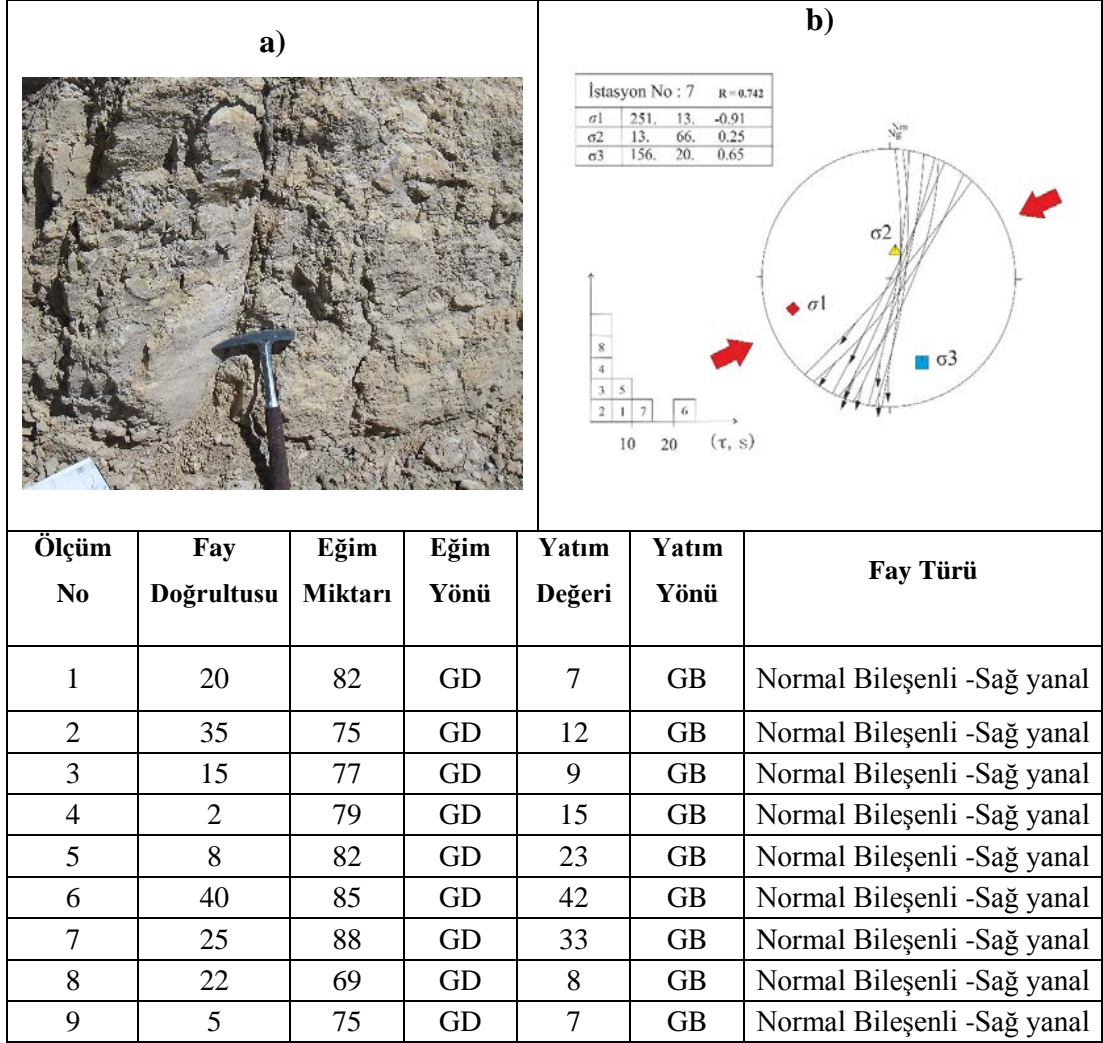 a)
b)
İstasyon No : 7 R = 0.742
σ1 251. 13. -0.91
σ2 13. 66. 0.25
σ3 156. 20. 0.65
Nm
Ng
σ2
σ1
σ3
8
4
3 5
2 1 7 6
10 20 (τ, s)
Ölçüm No Fay Doğrultusu Eğim Miktarı Eğim Yönü Yatım Değeri Yatım Yönü Fay Türü
1 20 82 GD 7 GB Normal Bileşenli -Sağ yanal
2 35 75 GD 12 GB Normal Bileşenli -Sağ yanal
3 15 77 GD 9 GB Normal Bileşenli -Sağ yanal
4 2 79 GD 15 GB Normal Bileşenli -Sağ yanal
5 8 82 GD 23 GB Normal Bileşenli -Sağ yanal
6 40 85 GD 42 GB Normal Bileşenli -Sağ yanal
7 25 88 GD 33 GB Normal Bileşenli -Sağ yanal
8 22 69 GD 8 GB Normal Bileşenli -Sağ yanal
9 5 75 GD 7 GB Normal Bileşenli -Sağ yanal